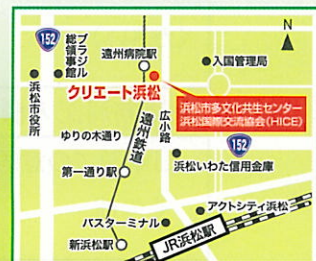 N
152
ブラジル
総領事館
遠州病院駅
入国管理局
浜松市役所
クリエート浜松
浜松市多文化共生センター
浜松国際交流協会(HICE)
ゆりの木通り
遠州鉄道
広小路
152
浜松いわた信用金庫
第一通り駅
アクトシティ浜松
バスターミナル
新浜松駅
JR浜松駅